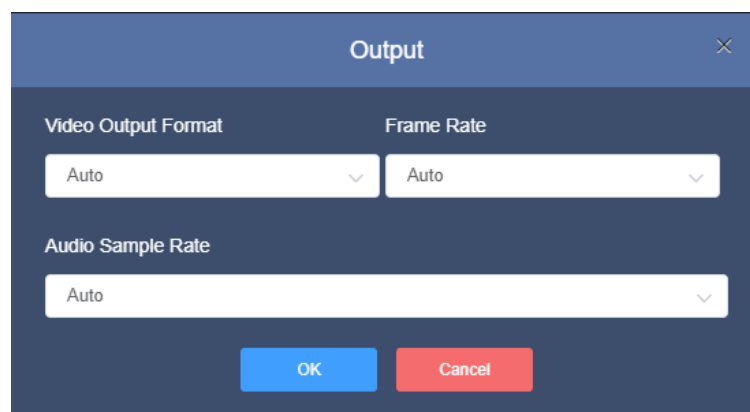 Output
Video Output Format Frame Rate
Auto Auto
Audio Sample Rate
Auto
OK Cancel